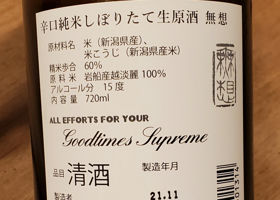 辛口純米しぼりたて生原酒 無想
原材料名 米(新潟県産)、
米こうじ(新潟県産米)
精米歩合 60%
原料米 岩船産越淡麗 100%
アルコール分 15度
内容量 720ml
無想
ALL EFFORTS FOR YOUR
Goodtimes Supreme
品目 清酒
製造年月
21.11
製造者